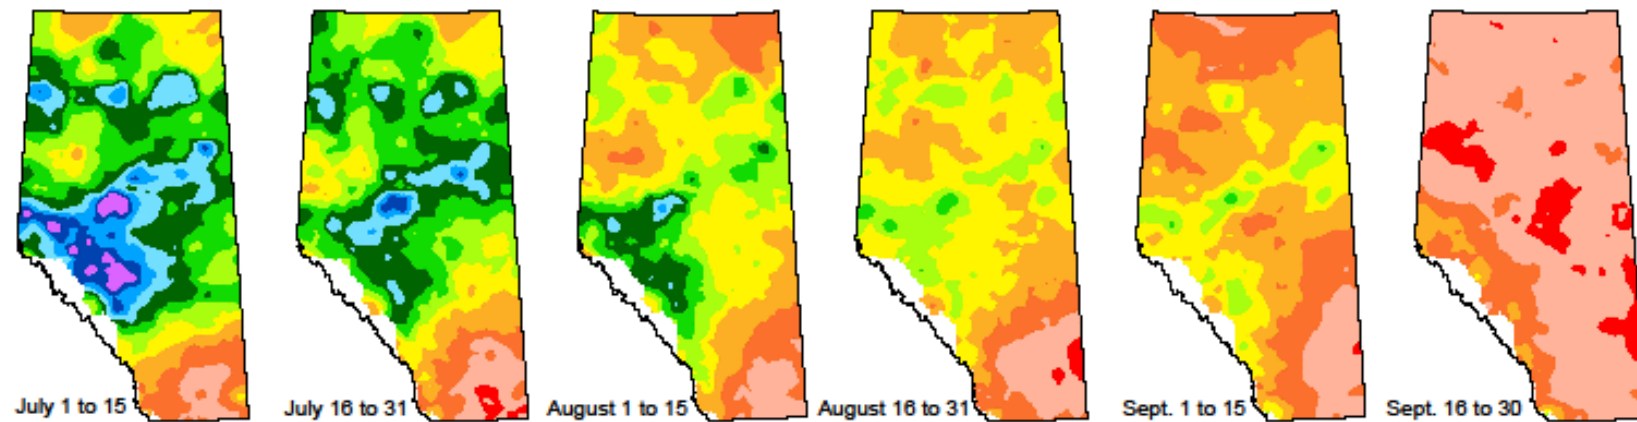 July 1 to 15
July 16 to 31
August 1 to 15
August 16 to 31
Sept. 1 to 15
Sept. 16 to 30